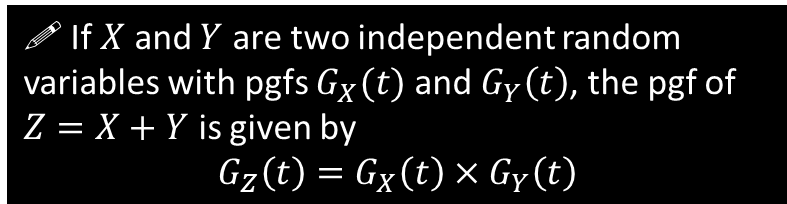 If X and Y are two independent random
variables with pgfs G_X(t) and G_Y(t), the pgf of
Z = X + Y is given by
G_Z(t) = G_X(t) × G_Y(t)